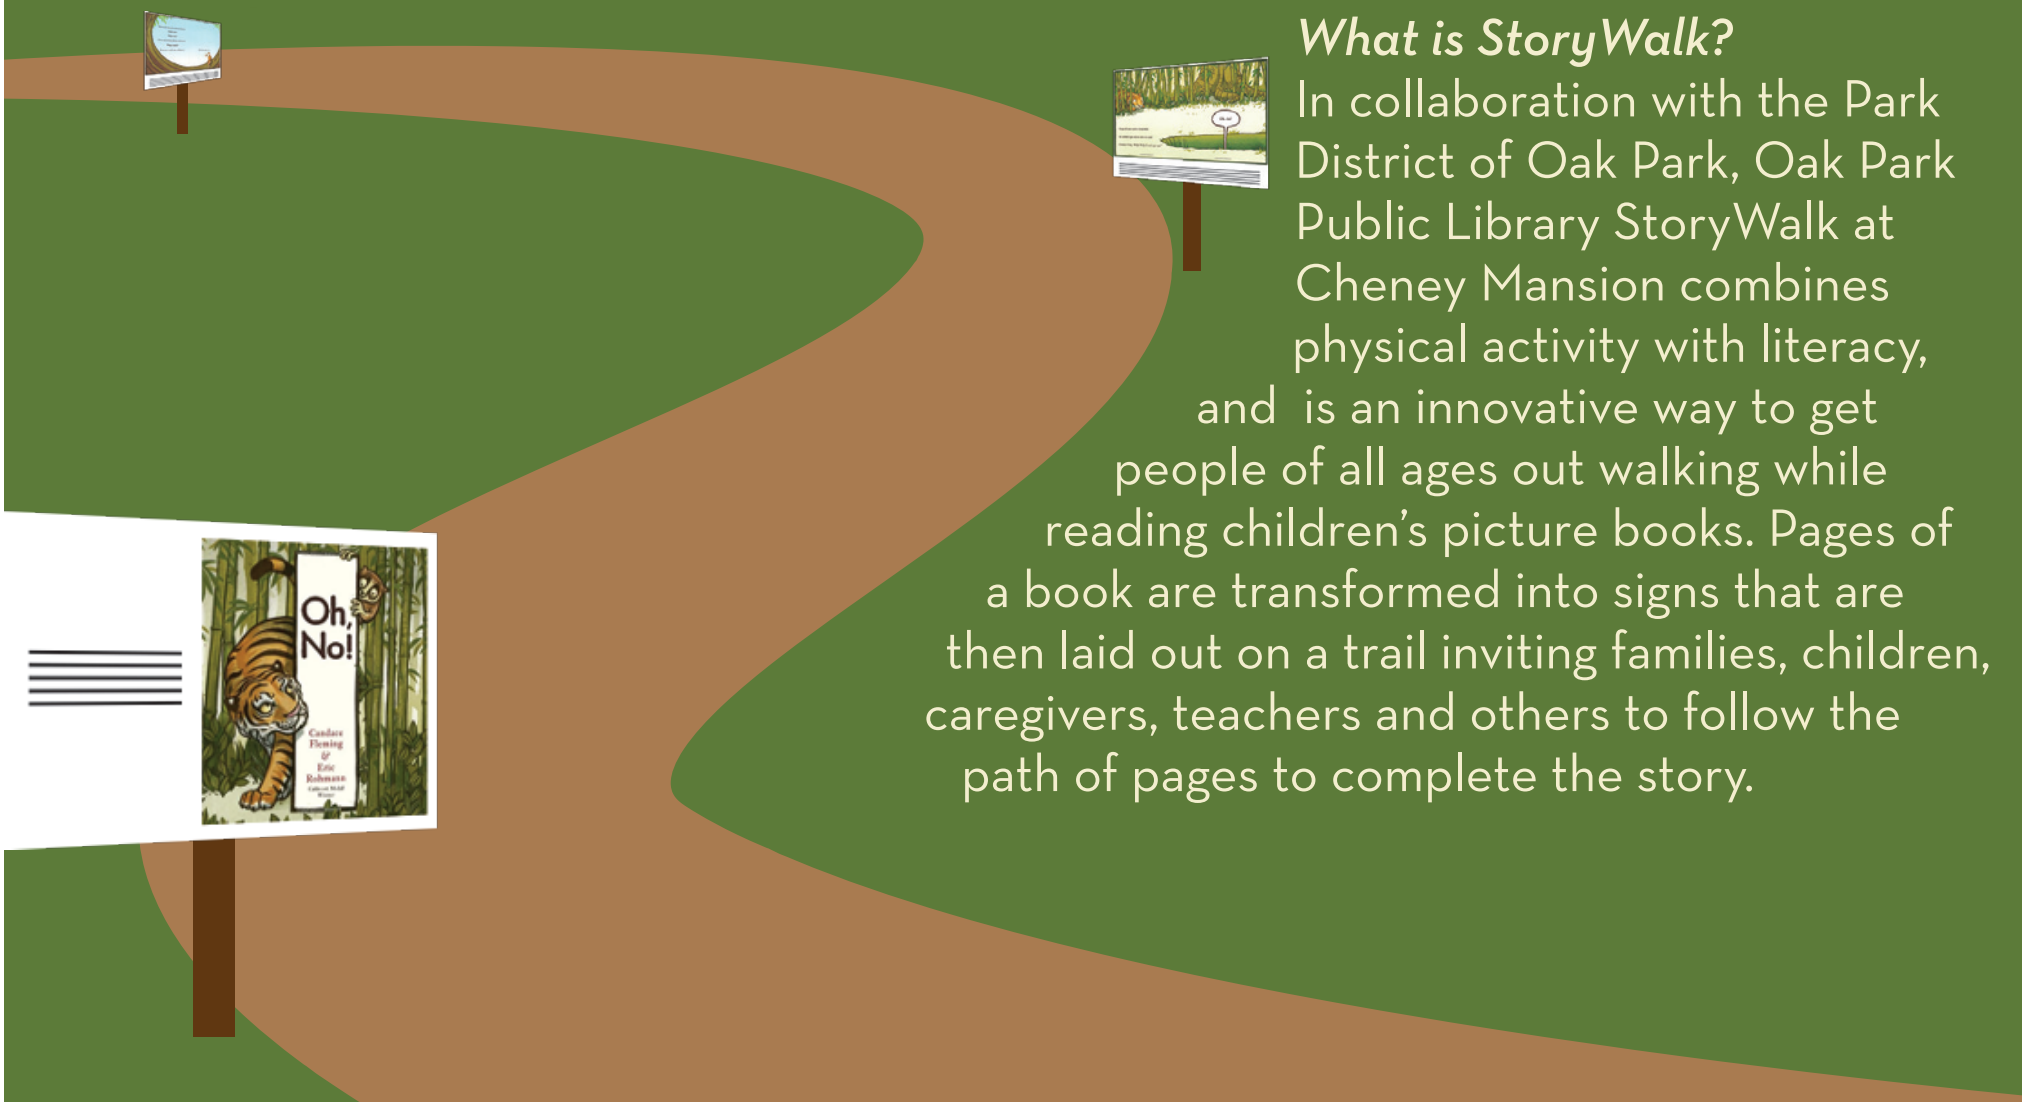 What is StoryWalk?
In collaboration with the Park
District of Oak Park, Oak Park
Public Library StoryWalk at
Cheney Mansion combines
physical activity with literacy,
and is an innovative way to get
people of all ages out walking while
reading children's picture books. Pages of
a book are transformed into signs that are
then laid out on a trail inviting families, children,
caregivers, teachers and others to follow the
path of pages to complete the story.
Oh,
No!
Candace
Fleming
&
Eric
Rohmann